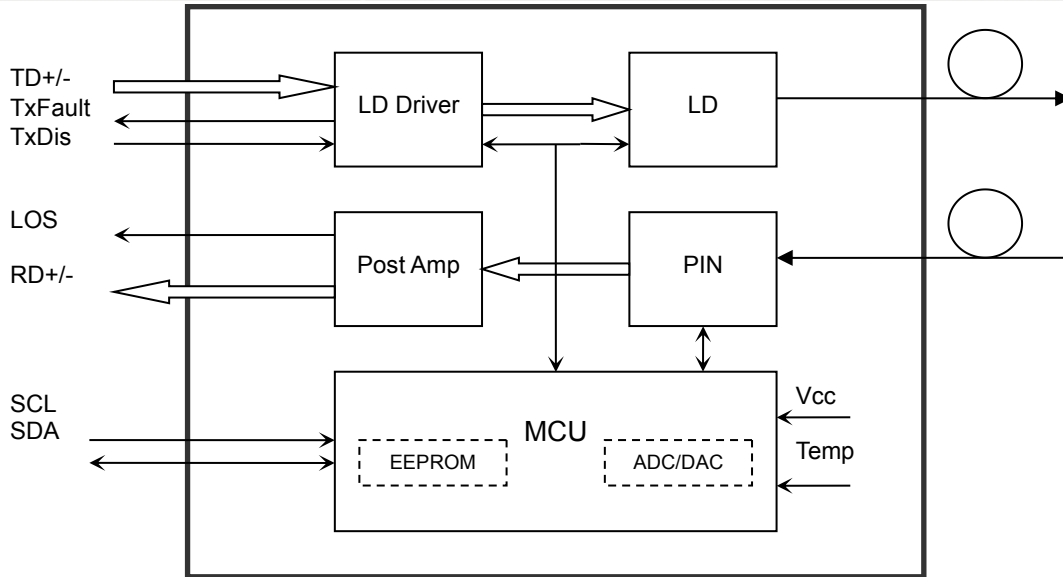 TD+/-
TxFault
TxDis
LD Driver
LD
LOS
RD+/-
Post Amp
PIN
SCL
SDA
MCU
EEPROM
ADC/DAC
Vcc
Temp